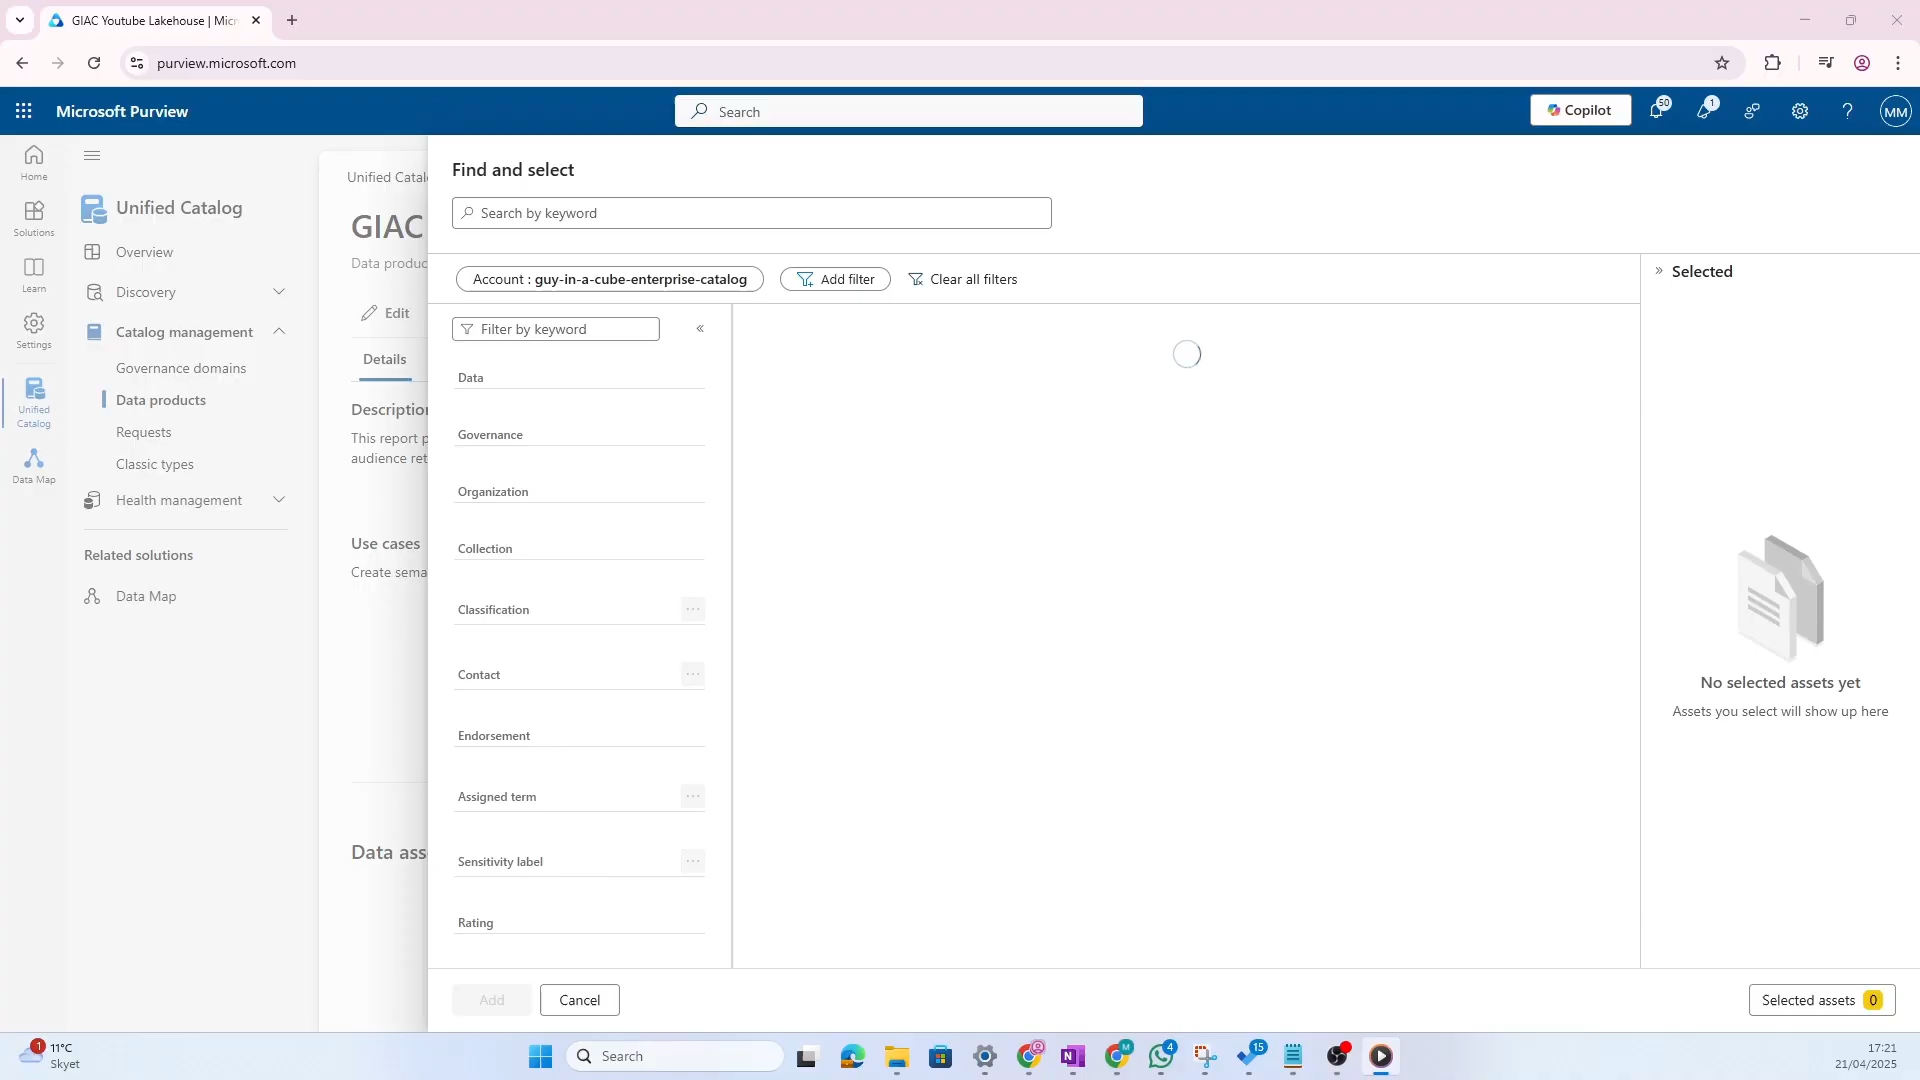 GIAC Youtube Lakehouse | Micr
purview.microsoft.com
Microsoft Purview
Search
Copilot
50
1
MM
Home
Solutions
Learn
Settings
Unified
Catalog
Data Map
Unified Catalog
Overview
Discovery
Catalog management
Governance domains
Data products
Requests
Classic types
Health management
Related solutions
Data Map
Unified Catal
GIAC
Data produc
Edit
Details
Description
This report p
audience ret
Use cases
Create sema
Data ass
Find and select
Search by keyword
Account : guy-in-a-cube-enterprise-catalog
Add filter
Clear all filters
Filter by keyword
Data
Governance
Organization
Collection
Classification
Contact
Endorsement
Assigned term
Sensitivity label
Rating
Selected
No selected assets yet
Assets you select will show up here
Add
Cancel
Selected assets 0
1
11°C
Skyet
Search
M
4
15
17:21
21/04/2025